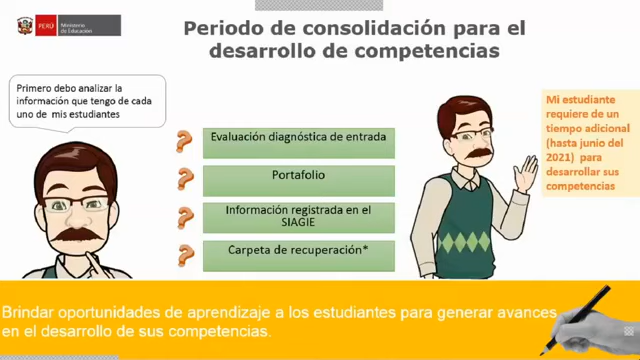 PERÚ
Ministerio
de Educación
Periodo de consolidación para el
desarrollo de competencias
Primero debo analizar la
información que tengo de cada
uno de mis estudiantes
Evaluación diagnóstica de entrada
Portafolio
Información registrada en el
SIAGIE
Carpeta de recuperación*
Mi estudiante
requiere de un
tiempo adicional
(hasta junio del
2021) para
desarrollar sus
competencias
Brindar oportunidades de aprendizaje a los estudiantes para generar avances
en el desarrollo de sus competencias.